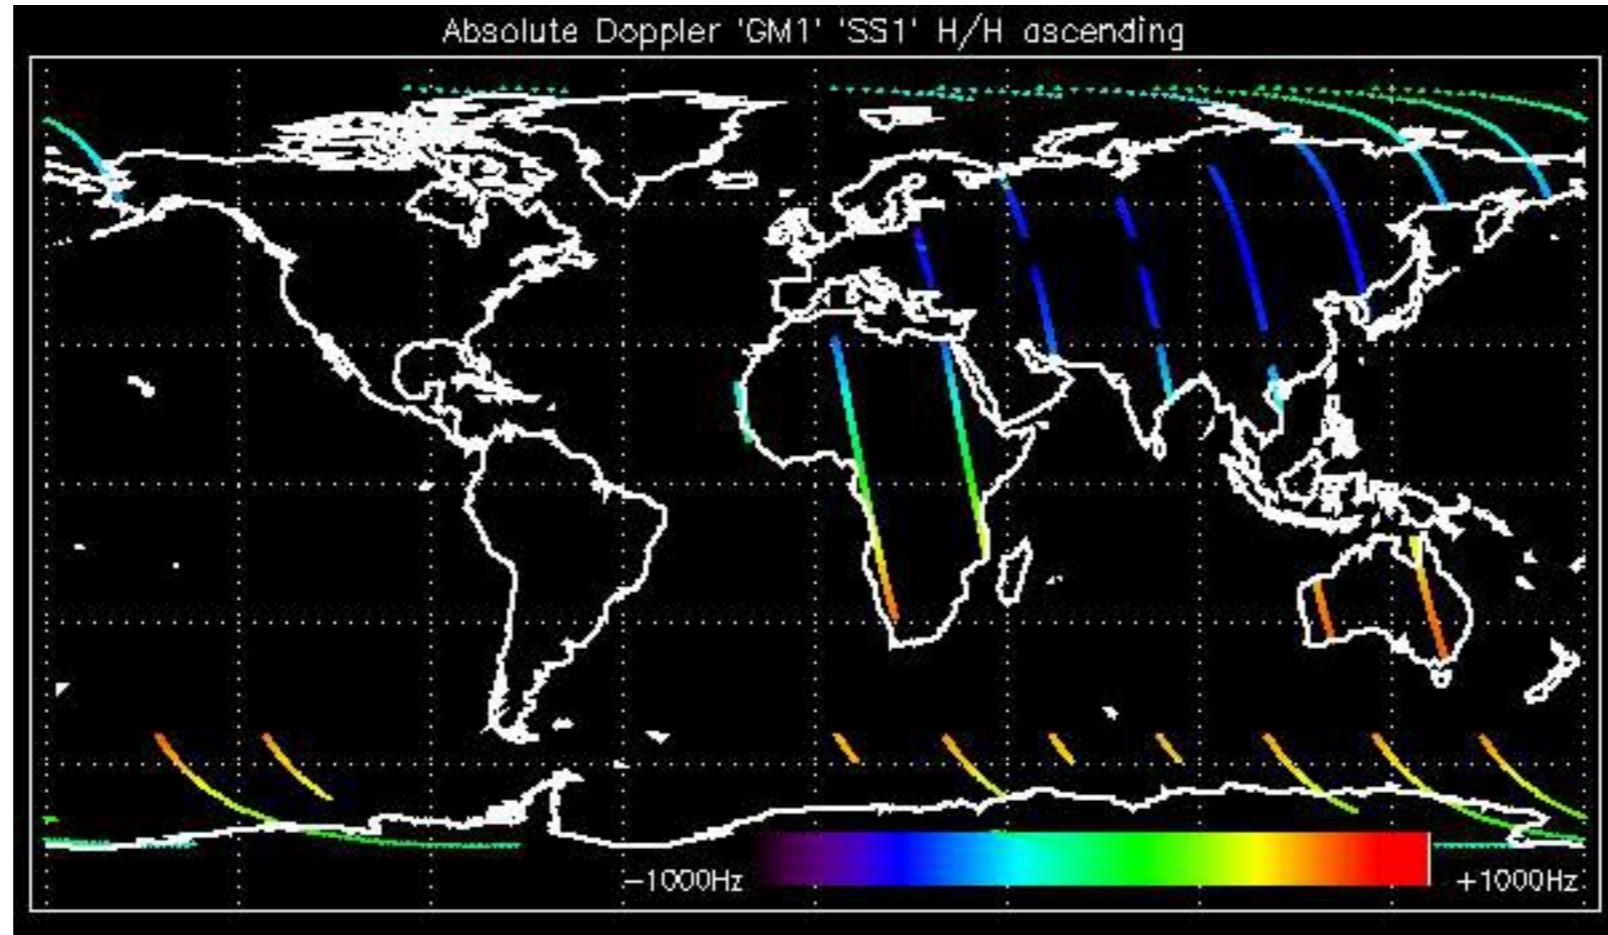 Absolute Doppler 'GM1' 'SS1' H/H ascending
−1000Hz
+1000Hz